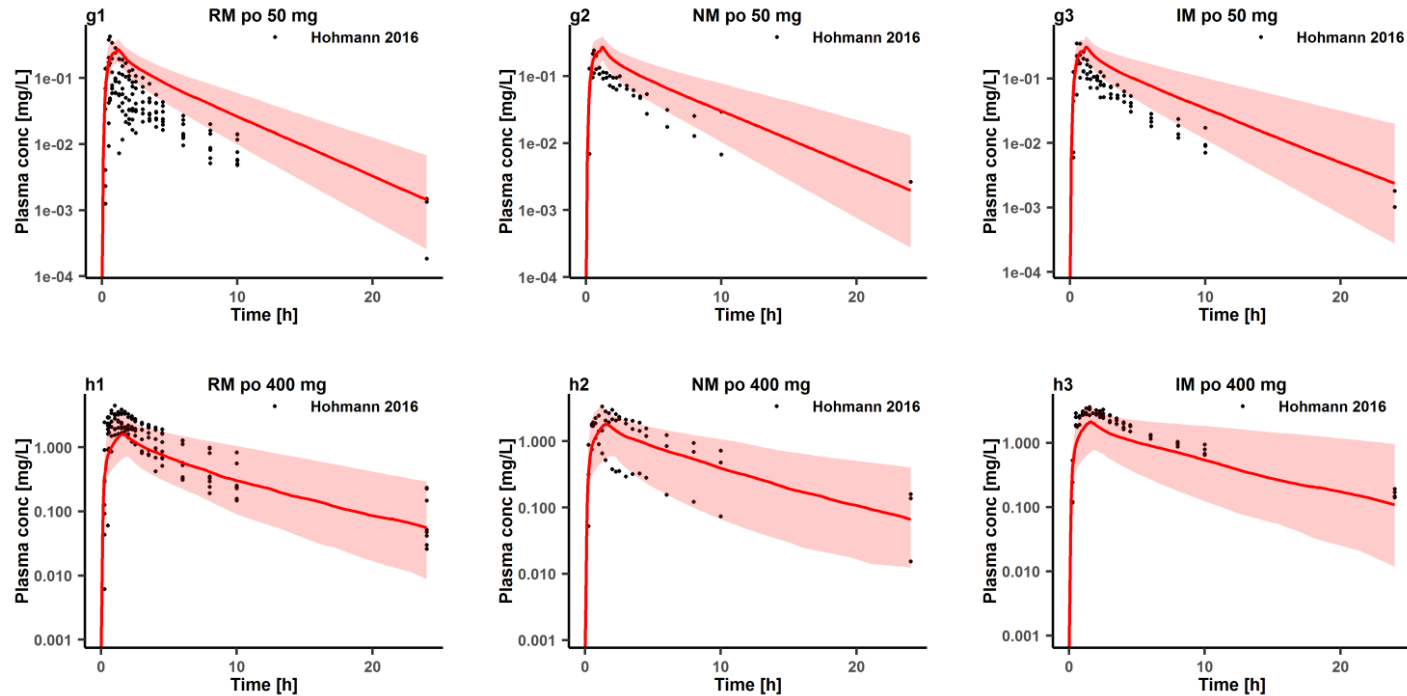 g1 RM po 50 mg
Hohmann 2016
Plasma conc [mg/L]
1e-01
1e-02
1e-03
1e-04
0 10 20
Time [h]
g2 NM po 50 mg
Hohmann 2016
Plasma conc [mg/L]
1e-01
1e-02
1e-03
1e-04
0 10 20
Time [h]
g3 IM po 50 mg
Hohmann 2016
Plasma conc [mg/L]
1e-01
1e-02
1e-03
1e-04
0 10 20
Time [h]
h1 RM po 400 mg
Hohmann 2016
Plasma conc [mg/L]
1.000
0.100
0.010
0.001
0 10 20
Time [h]
h2 NM po 400 mg
Hohmann 2016
Plasma conc [mg/L]
1.000
0.100
0.010
0.001
0 10 20
Time [h]
h3 IM po 400 mg
Hohmann 2016
Plasma conc [mg/L]
1.000
0.100
0.010
0.001
0 10 20
Time [h]